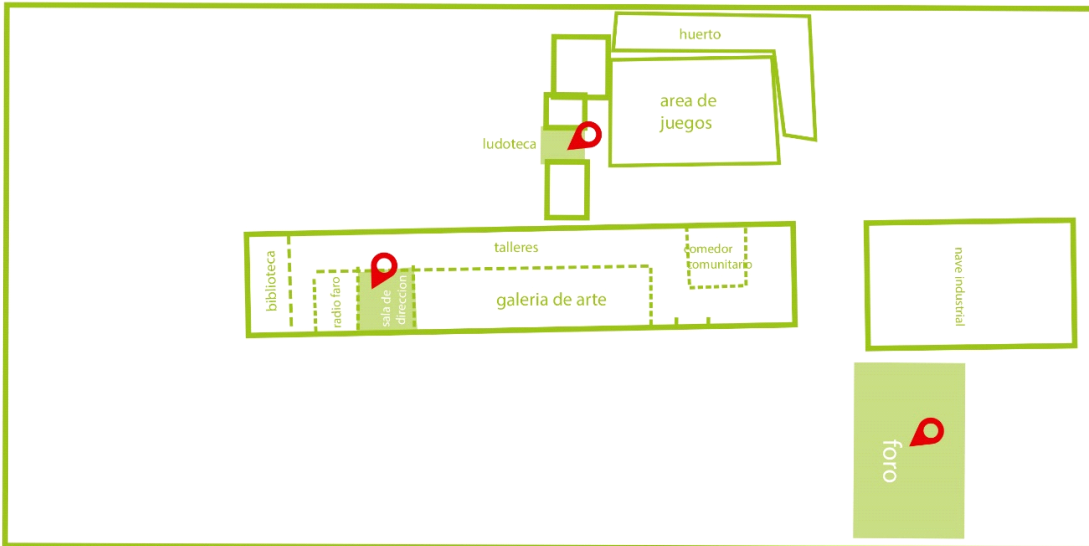 huerto
area de
juegos
ludoteca
talleres
comedor
comunitario
biblioteca
radio faro
sala de
direccion
galeria de arte
nave industrial
foro